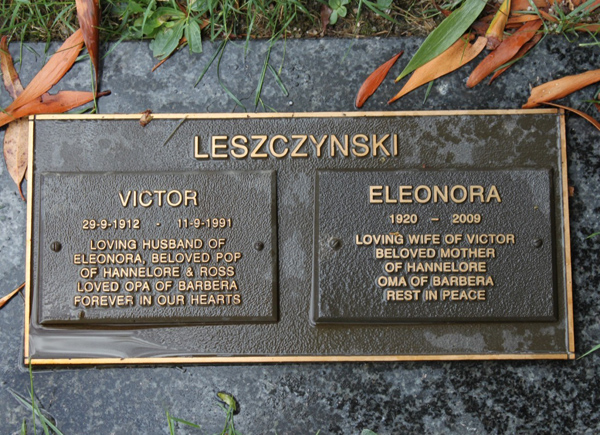 LESZCZYNSKI
VICTOR
29-9-1912 - 11-9-1991
LOVING HUSBAND OF
ELEONORA, BELOVED POP
OF HANNELORE & ROSS
LOVED OPA OF BARBERA
FOREVER IN OUR HEARTS
ELEONORA
1920 - 2009
LOVING WIFE OF VICTOR
BELOVED MOTHER
OF HANNELORE
OMA OF BARBERA
REST IN PEACE